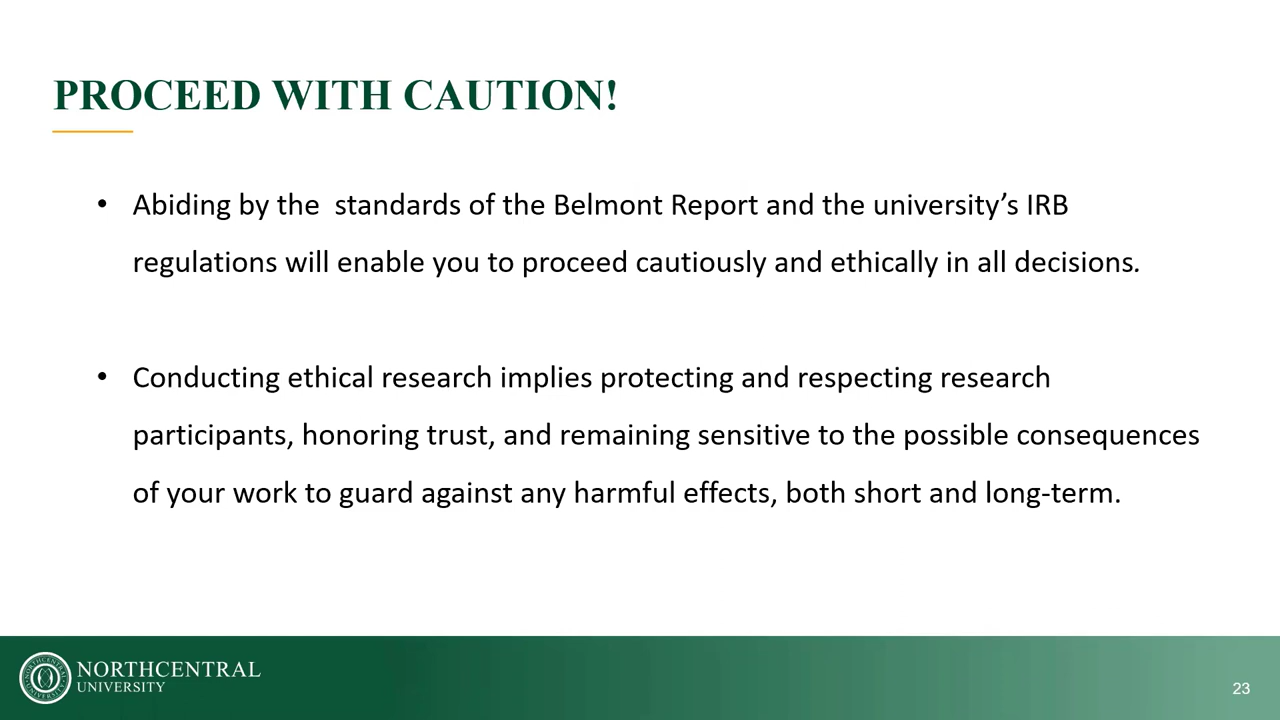 PROCEED WITH CAUTION!
• Abiding by the  standards of the Belmont Report and the university’s IRB
regulations will enable you to proceed cautiously and ethically in all decisions.
• Conducting ethical research implies protecting and respecting research
participants, honoring trust, and remaining sensitive to the possible consequences
of your work to guard against any harmful effects, both short and long-term.
NORTHCENTRAL
UNIVERSITY
23